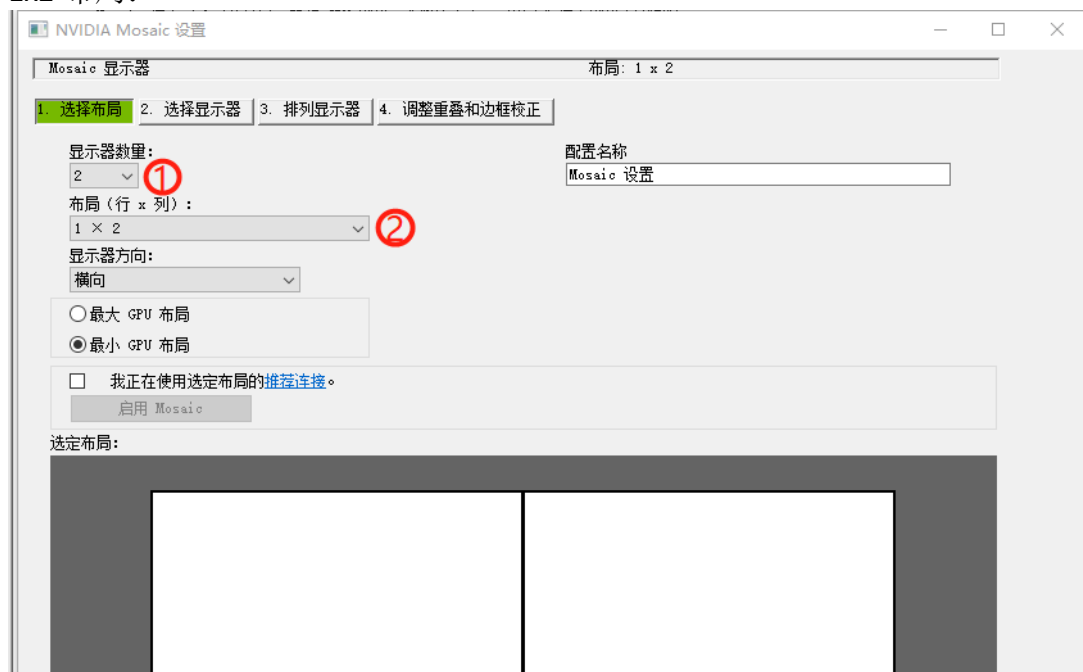 NVIDIA Mosaic 设置
Mosaic 显示器 布局: 1 x 2
1. 选择布局 2. 选择显示器 3. 排列显示器 4. 调整重叠和边框校正
显示器数量: 配置名称
2 ① Mosaic 设置
布局（行 x 列）:
1 × 2 ②
显示器方向:
横向
最大 GPU 布局
最小 GPU 布局
我正在使用选定布局的推荐连接。
启用 Mosaic
选定布局: